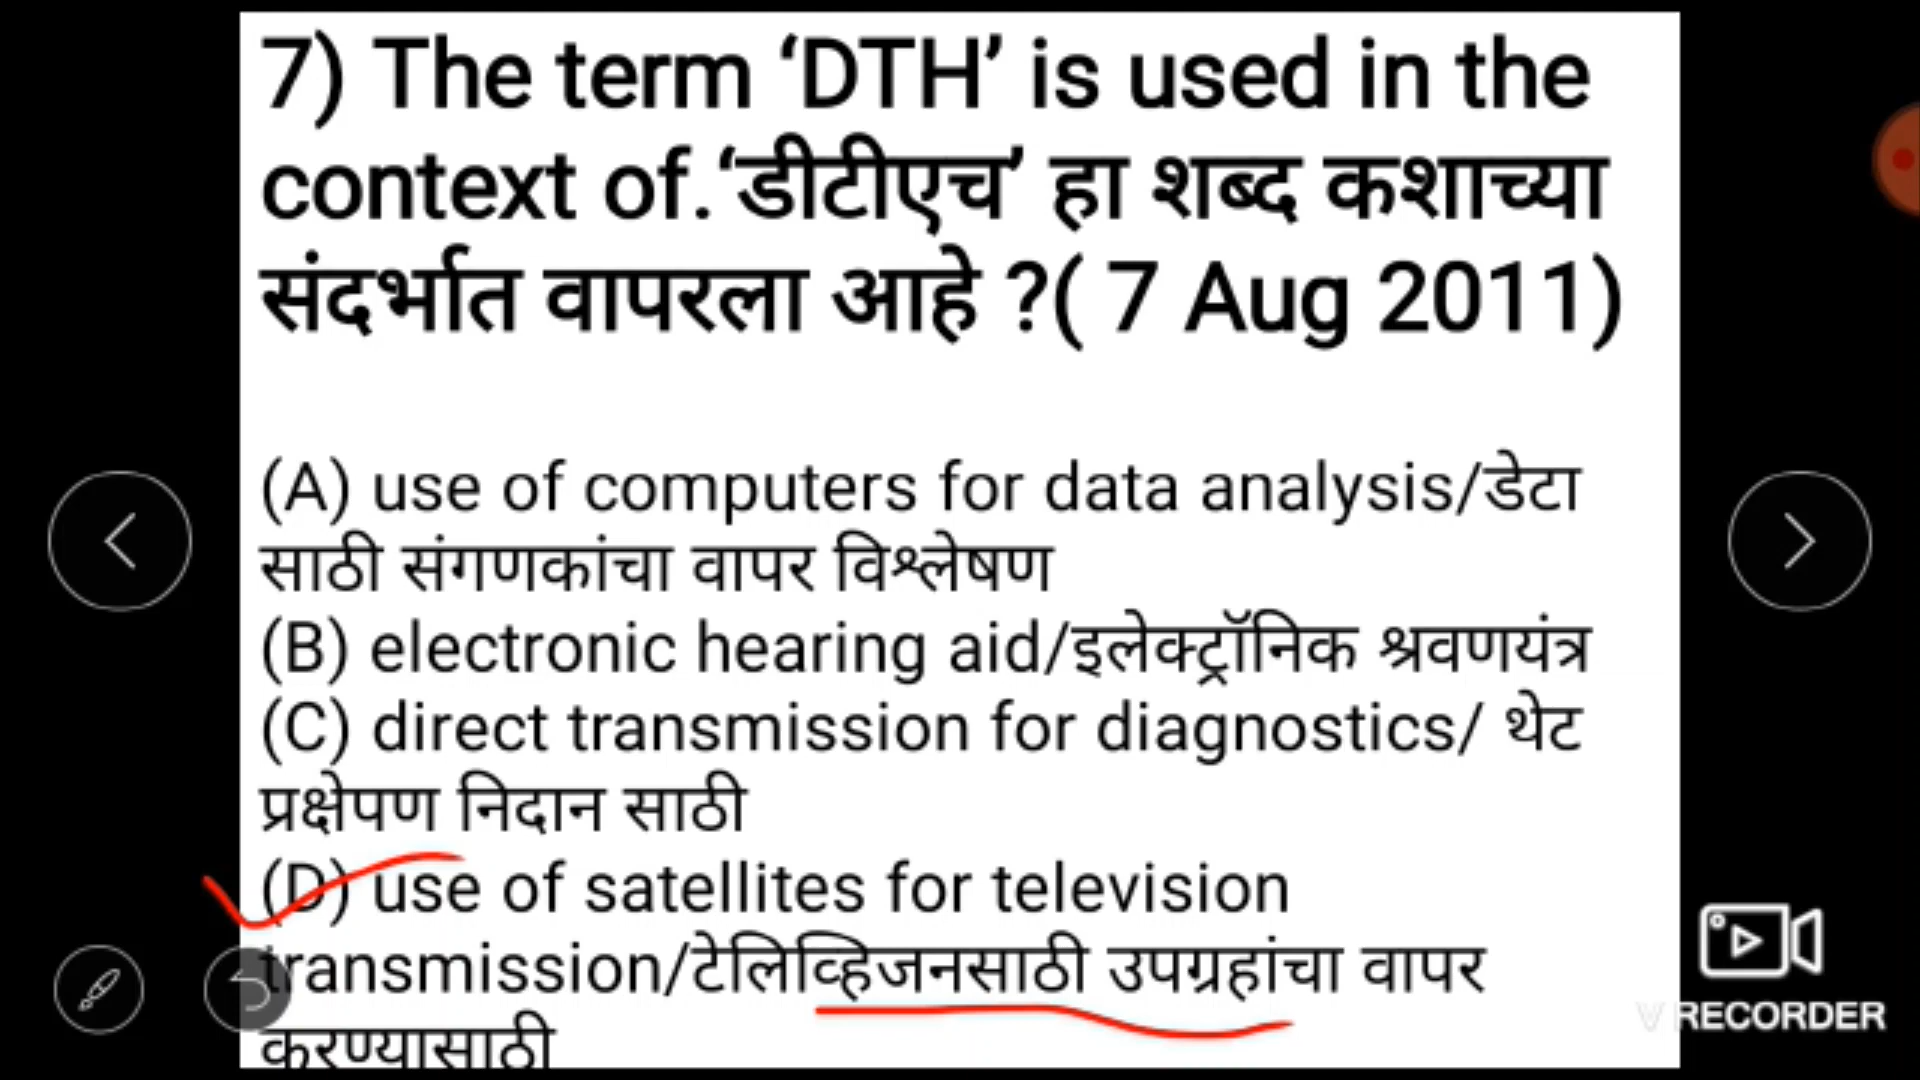 7) The term ‘DTH’ is used in the
context of.‘डीटीएच’ हा शब्द कशाच्या
संदर्भात वापरला आहे ?( 7 Aug 2011)
(A) use of computers for data analysis/डेटा
साठी संगणकांचा वापर विश्लेषण
(B) electronic hearing aid/इलेक्ट्रॉनिक श्रवणयंत्र
(C) direct transmission for diagnostics/ थेट
प्रक्षेपण निदान साठी
(D) use of satellites for television
transmission/टेलिव्हिजनसाठी उपग्रहांचा वापर
करण्यासाठी
V RECORDER